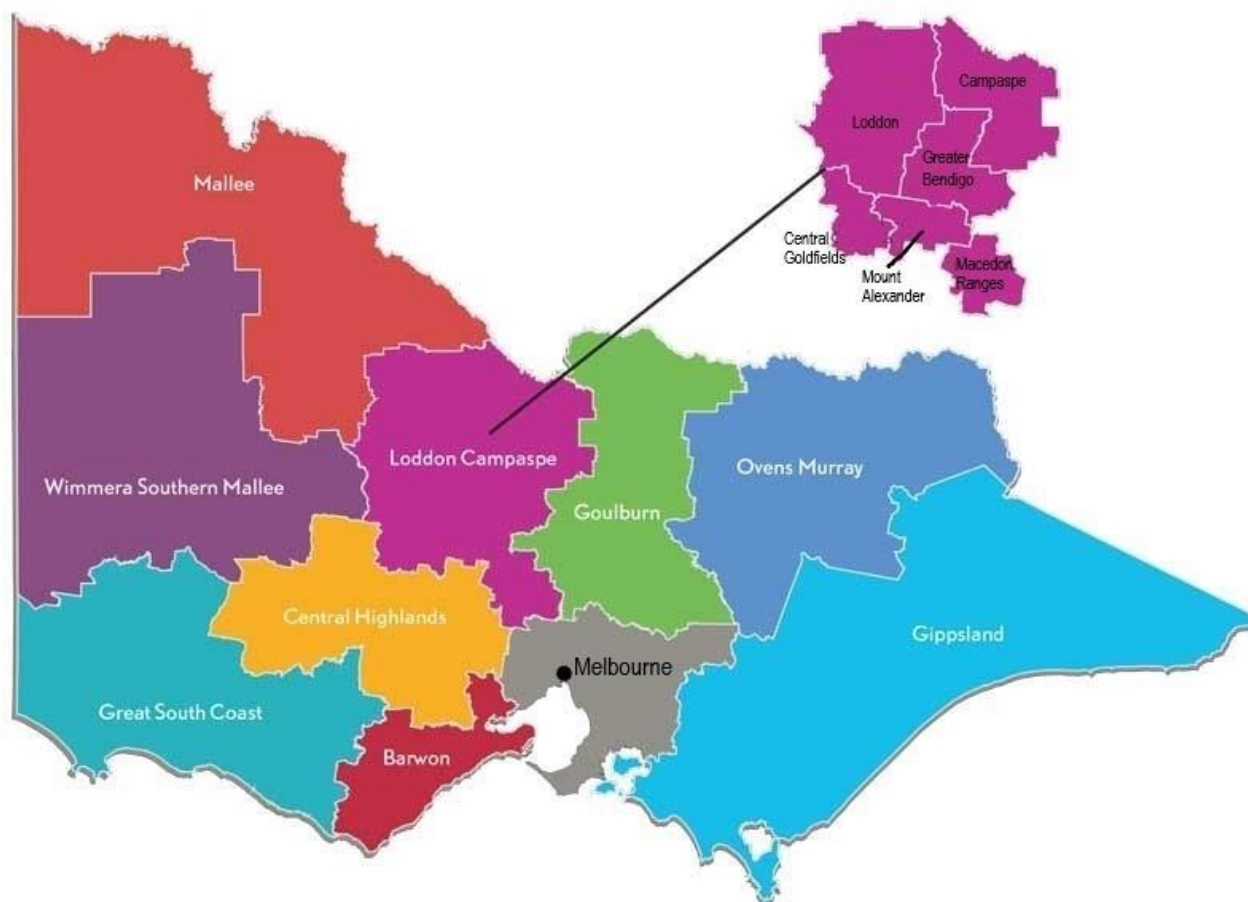 Campaspe
Loddon
Greater
Bendigo
Central
Goldfields
Mount
Alexander
Macedon
Ranges
Mallee
Loddon Campaspe
Wimmera Southern Mallee
Ovens Murray
Goulburn
Central Highlands
Gippsland
Melbourne
Great South Coast
Barwon